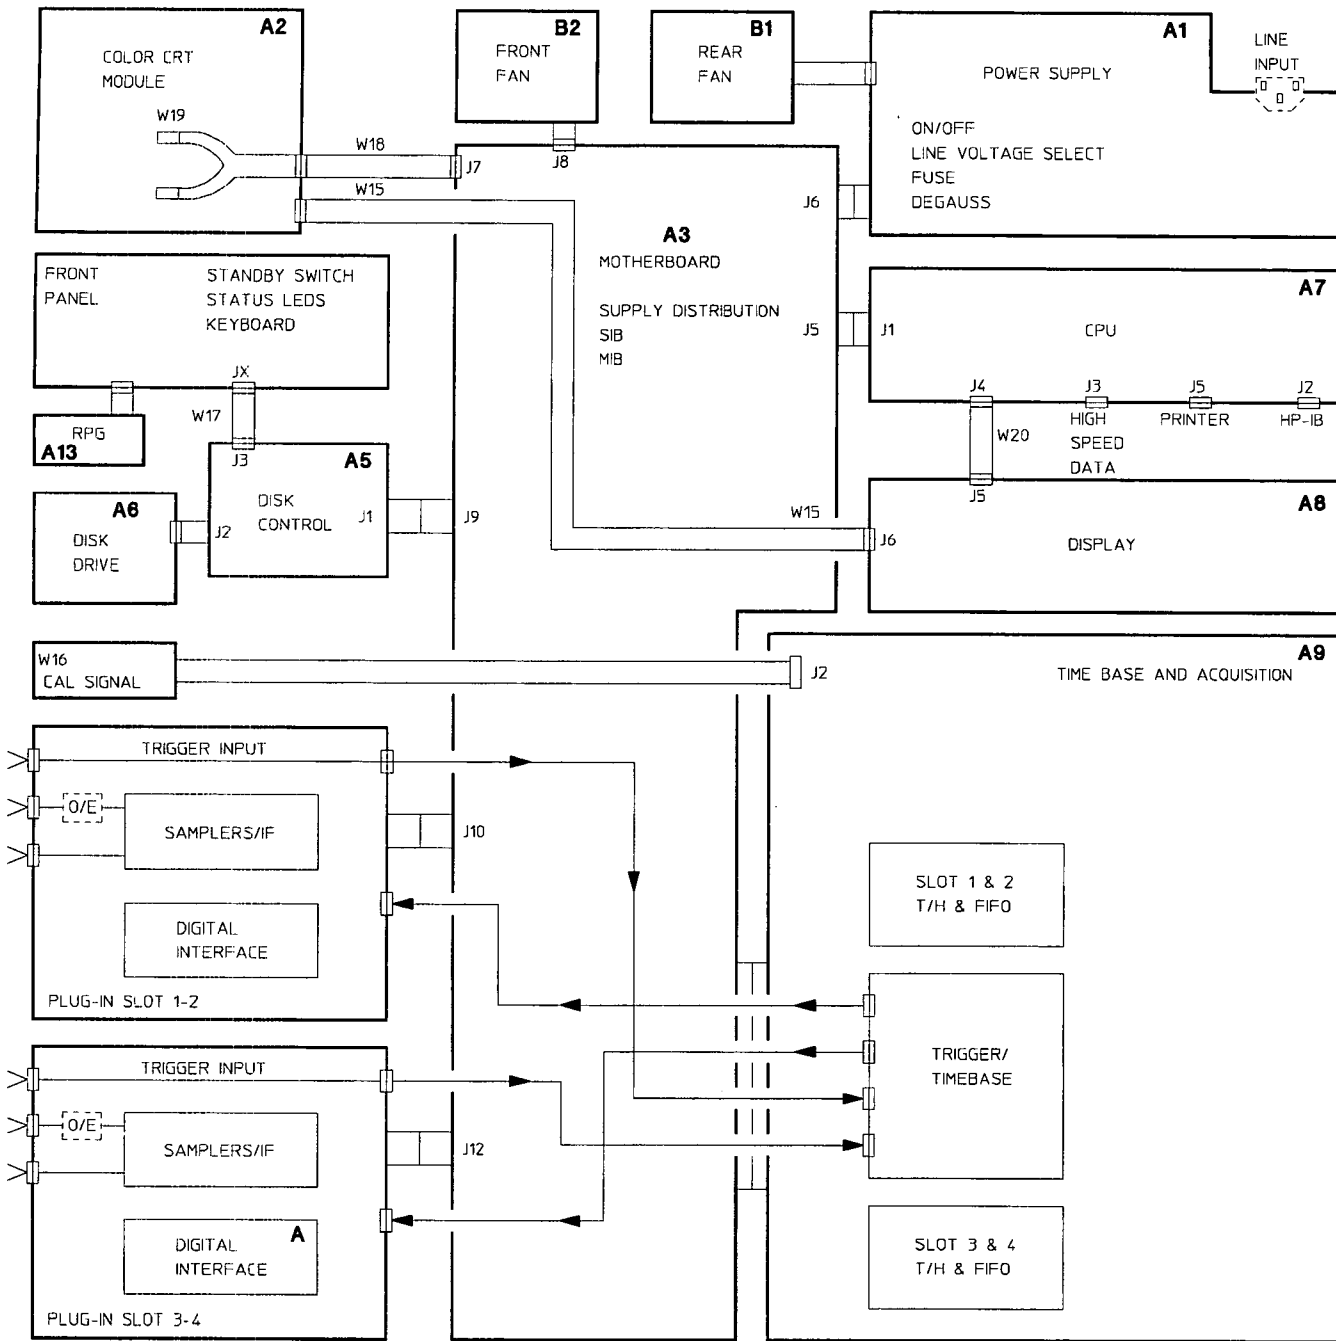 A2
COLOR CRT
MODULE
W19
W18
W15
J7
B2
FRONT
FAN
J8
B1
REAR
FAN
A1
POWER SUPPLY
ON/OFF
LINE VOLTAGE SELECT
FUSE
DEGAUSS
LINE
INPUT
J6
A3
MOTHERBOARD
SUPPLY DISTRIBUTION
SIB
MIB
J5
FRONT
PANEL
STANDBY SWITCH
STATUS LEDS
KEYBOARD
JX
W17
RPG
A13
J3
A5
DISK
CONTROL
J1
J9
J2
A6
DISK
DRIVE
A7
J1
CPU
J4
J3
J5
J2
HIGH
SPEED
DATA
PRINTER
HP-IB
W20
J5
A8
W15
J6
DISPLAY
W16
CAL SIGNAL
J2
A9
TIME BASE AND ACQUISITION
TRIGGER INPUT
O/E
SAMPLERS/IF
J10
DIGITAL
INTERFACE
PLUG-IN SLOT 1-2
SLOT 1 & 2
T/H & FIFO
TRIGGER/
TIMEBASE
TRIGGER INPUT
O/E
SAMPLERS/IF
J12
DIGITAL
INTERFACE
A
PLUG-IN SLOT 3-4
SLOT 3 & 4
T/H & FIFO